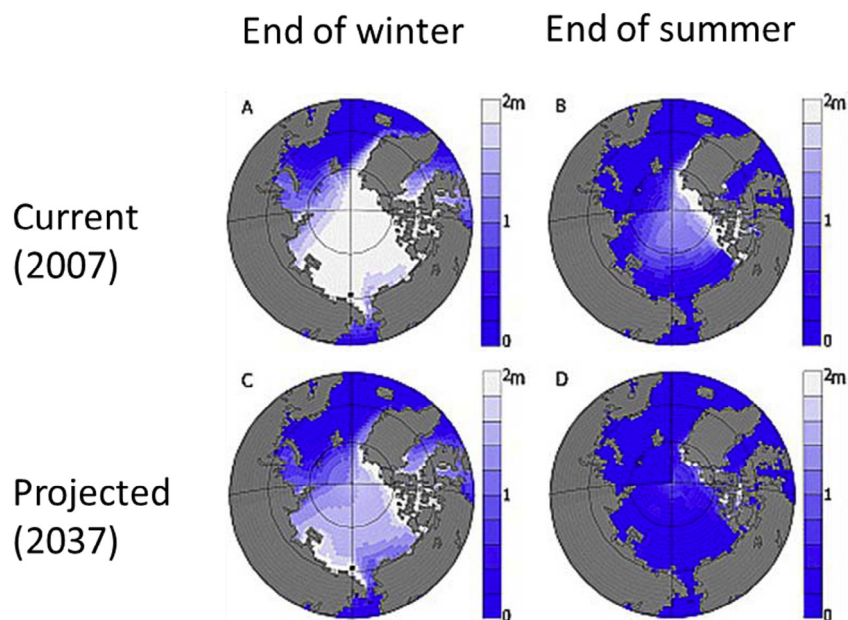 End of winter
End of summer
A
2m
1
0
B
2m
1
0
Current
(2007)
C
2m
1
0
D
2m
1
0
Projected
(2037)